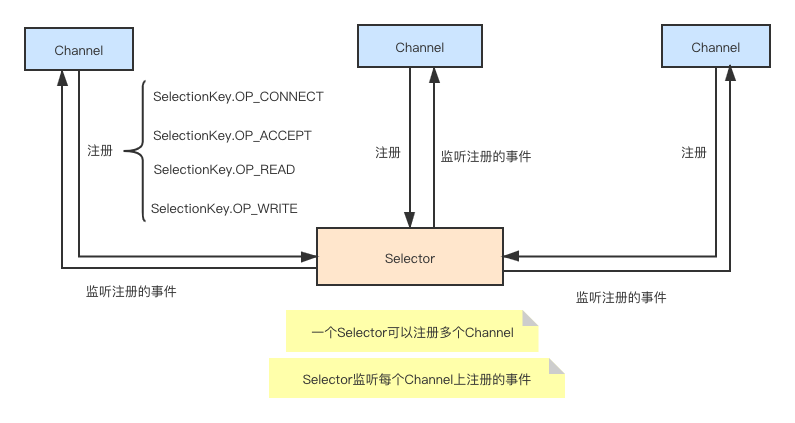 Channel
Channel
Channel
SelectionKey.OP_CONNECT
SelectionKey.OP_ACCEPT
注册
SelectionKey.OP_READ
SelectionKey.OP_WRITE
注册
监听注册的事件
注册
Selector
监听注册的事件
监听注册的事件
一个Selector可以注册多个Channel
Selector监听每个Channel上注册的事件